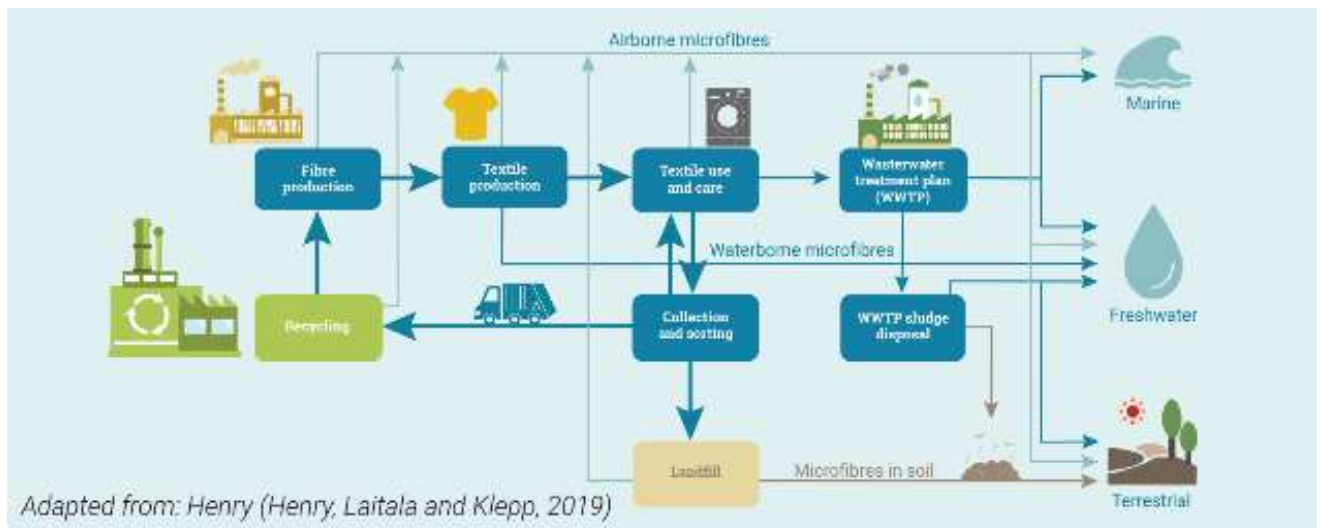 Airborne microfibres
Marine
Fibre
production
Textile
production
Textile use
and care
Wasterwater
treatment plan
(WWTP)
Waterborne microfibres
Recycling
Collection
and sorting
WWTP sludge
disposal
Freshwater
Landfill
Microfibres in soil
Terrestrial
Adapted from: Henry (Henry, Laitala and Klepp, 2019)